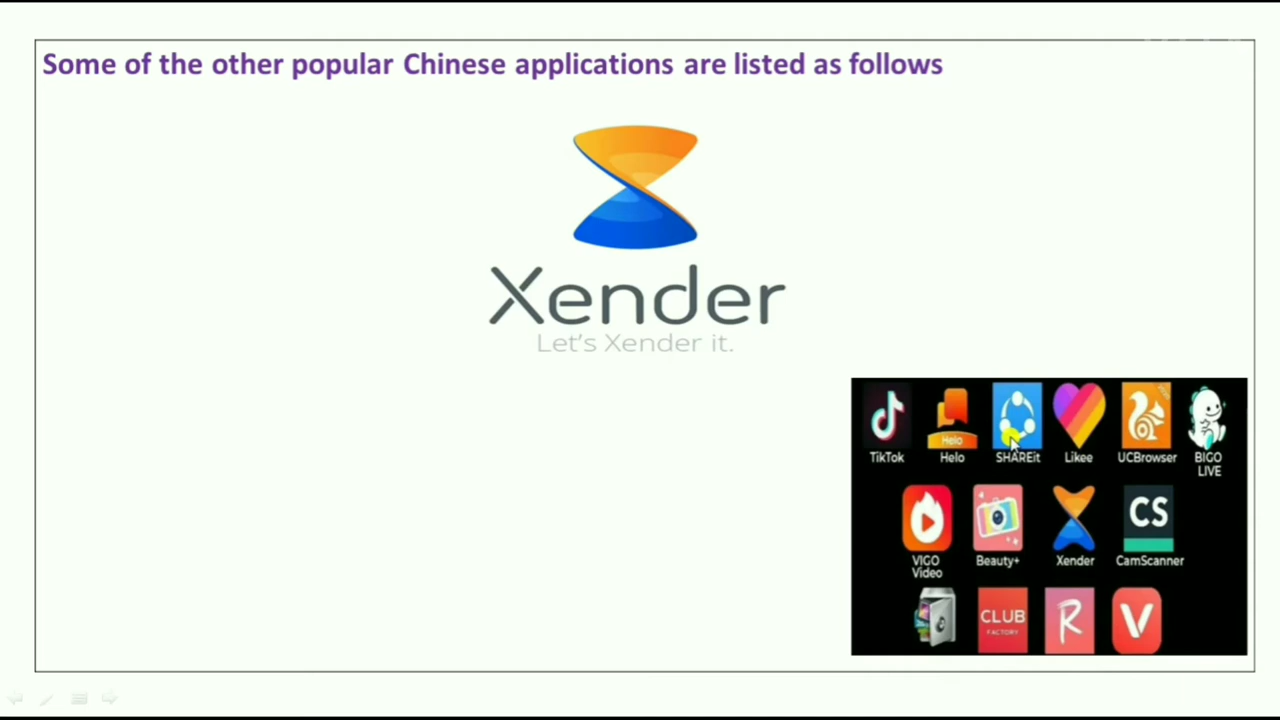 Some of the other popular Chinese applications are listed as follows
Xender
Let's Xender it.
Helo
TikTok Helo SHAREit Likee UCBrowser BIGO
LIVE
CS
VIGO Beauty+ Xender CamScanner
Video
CLUB R V
FACTORY